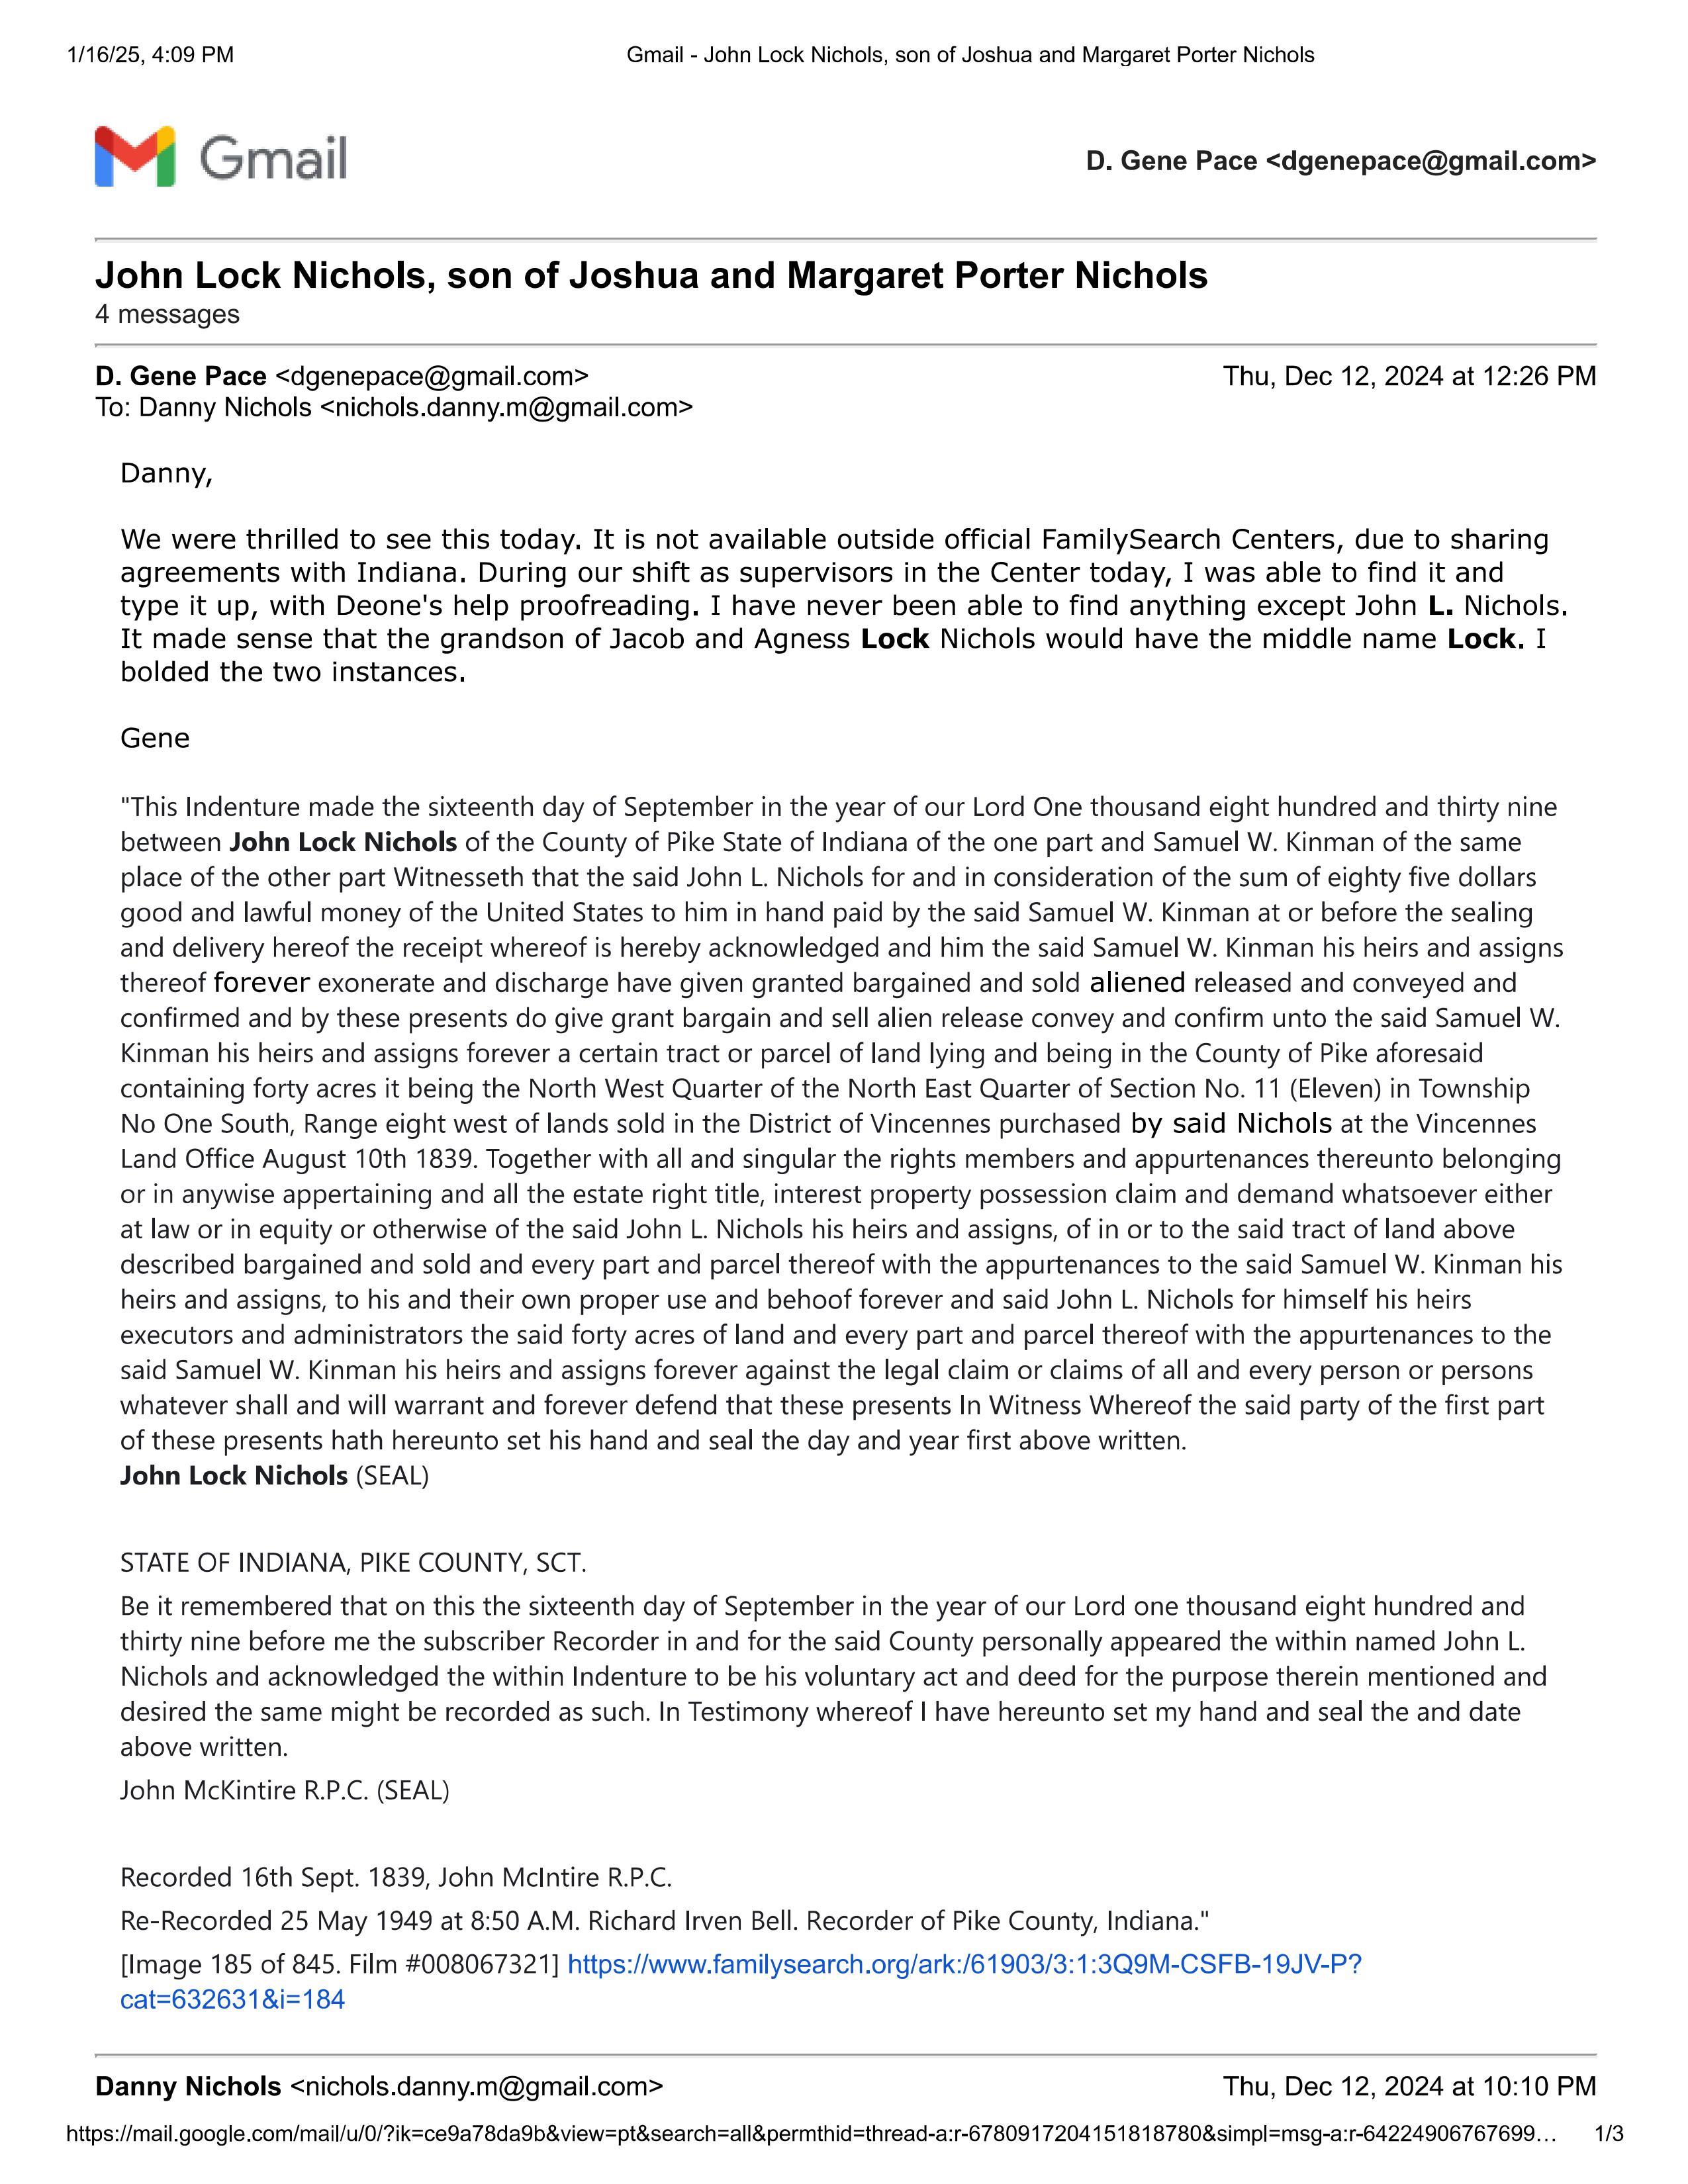 1/16/25, 4:09 PM
Gmail - John Lock Nichols, son of Joshua and Margaret Porter Nichols
Gmail
D. Gene Pace <dgenepace@gmail.com>
John Lock Nichols, son of Joshua and Margaret Porter Nichols
4 messages
D. Gene Pace <dgenepace@gmail.com>
Thu, Dec 12, 2024 at 12:26 PM
To: Danny Nichols <nichols.danny.m@gmail.com>
Danny,
We were thrilled to see this today. It is not available outside official FamilySearch Centers, due to sharing
agreements with Indiana. During our shift as supervisors in the Center today, I was able to find it and
type it up, with Deone's help proofreading. I have never been able to find anything except John L. Nichols.
It made sense that the grandson of Jacob and Agness Lock Nichols would have the middle name Lock. I
bolded the two instances.
Gene
"This Indenture made the sixteenth day of September in the year of our Lord One thousand eight hundred and thirty nine
between John Lock Nichols of the County of Pike State of Indiana of the one part and Samuel W. Kinman of the same
place of the other part Witnesseth that the said John L. Nichols for and in consideration of the sum of eighty five dollars
good and lawful money of the United States to him in hand paid by the said Samuel W. Kinman at or before the sealing
and delivery hereof the receipt whereof is hereby acknowledged and him the said Samuel W. Kinman his heirs and assigns
thereof forever exonerate and discharge have given granted bargained and sold aliened released and conveyed and
confirmed and by these presents do give grant bargain and sell alien release convey and confirm unto the said Samuel W.
Kinman his heirs and assigns forever a certain tract or parcel of land lying and being in the County of Pike aforesaid
containing forty acres it being the North West Quarter of the North East Quarter of Section No. 11 (Eleven) in Township
No One South, Range eight west of lands sold in the District of Vincennes purchased by said Nichols at the Vincennes
Land Office August 10th 1839. Together with all and singular the rights members and appurtenances thereunto belonging
or in anywise appertaining and all the estate right title, interest property possession claim and demand whatsoever either
at law or in equity or otherwise of the said John L. Nichols his heirs and assigns, of in or to the said tract of land above
described bargained and sold and every part and parcel thereof with the appurtenances to the said Samuel W. Kinman his
heirs and assigns, to his and their own proper use and behoof forever and said John L. Nichols for himself his heirs
executors and administrators the said forty acres of land and every part and parcel thereof with the appurtenances to the
said Samuel W. Kinman his heirs and assigns forever against the legal claim or claims of all and every person or persons
whatever shall and will warrant and forever defend that these presents In Witness Whereof the said party of the first part
of these presents hath hereunto set his hand and seal the day and year first above written.
John Lock Nichols (SEAL)
STATE OF INDIANA, PIKE COUNTY, SCT.
Be it remembered that on this the sixteenth day of September in the year of our Lord one thousand eight hundred and
thirty nine before me the subscriber Recorder in and for the said County personally appeared the within named John L.
Nichols and acknowledged the within Indenture to be his voluntary act and deed for the purpose therein mentioned and
desired the same might be recorded as such. In Testimony whereof I have hereunto set my hand and seal the and date
above written.
John McKintire R.P.C. (SEAL)
Recorded 16th Sept. 1839, John McIntire R.P.C.
Re-Recorded 25 May 1949 at 8:50 A.M. Richard Irven Bell. Recorder of Pike County, Indiana."
[Image 185 of 845. Film #008067321] https://www.familysearch.org/ark:/61903/3:1:3Q9M-CSFB-19JV-P?
cat=632631&i=184
Danny Nichols <nichols.danny.m@gmail.com>
Thu, Dec 12, 2024 at 10:10 PM
https://mail.google.com/mail/u/0/?ik=ce9a78da9b&view=pt&search=all&permthid=thread-a:r-6780917204151818780&simpl=msg-a:r-64224906767699…
1/3